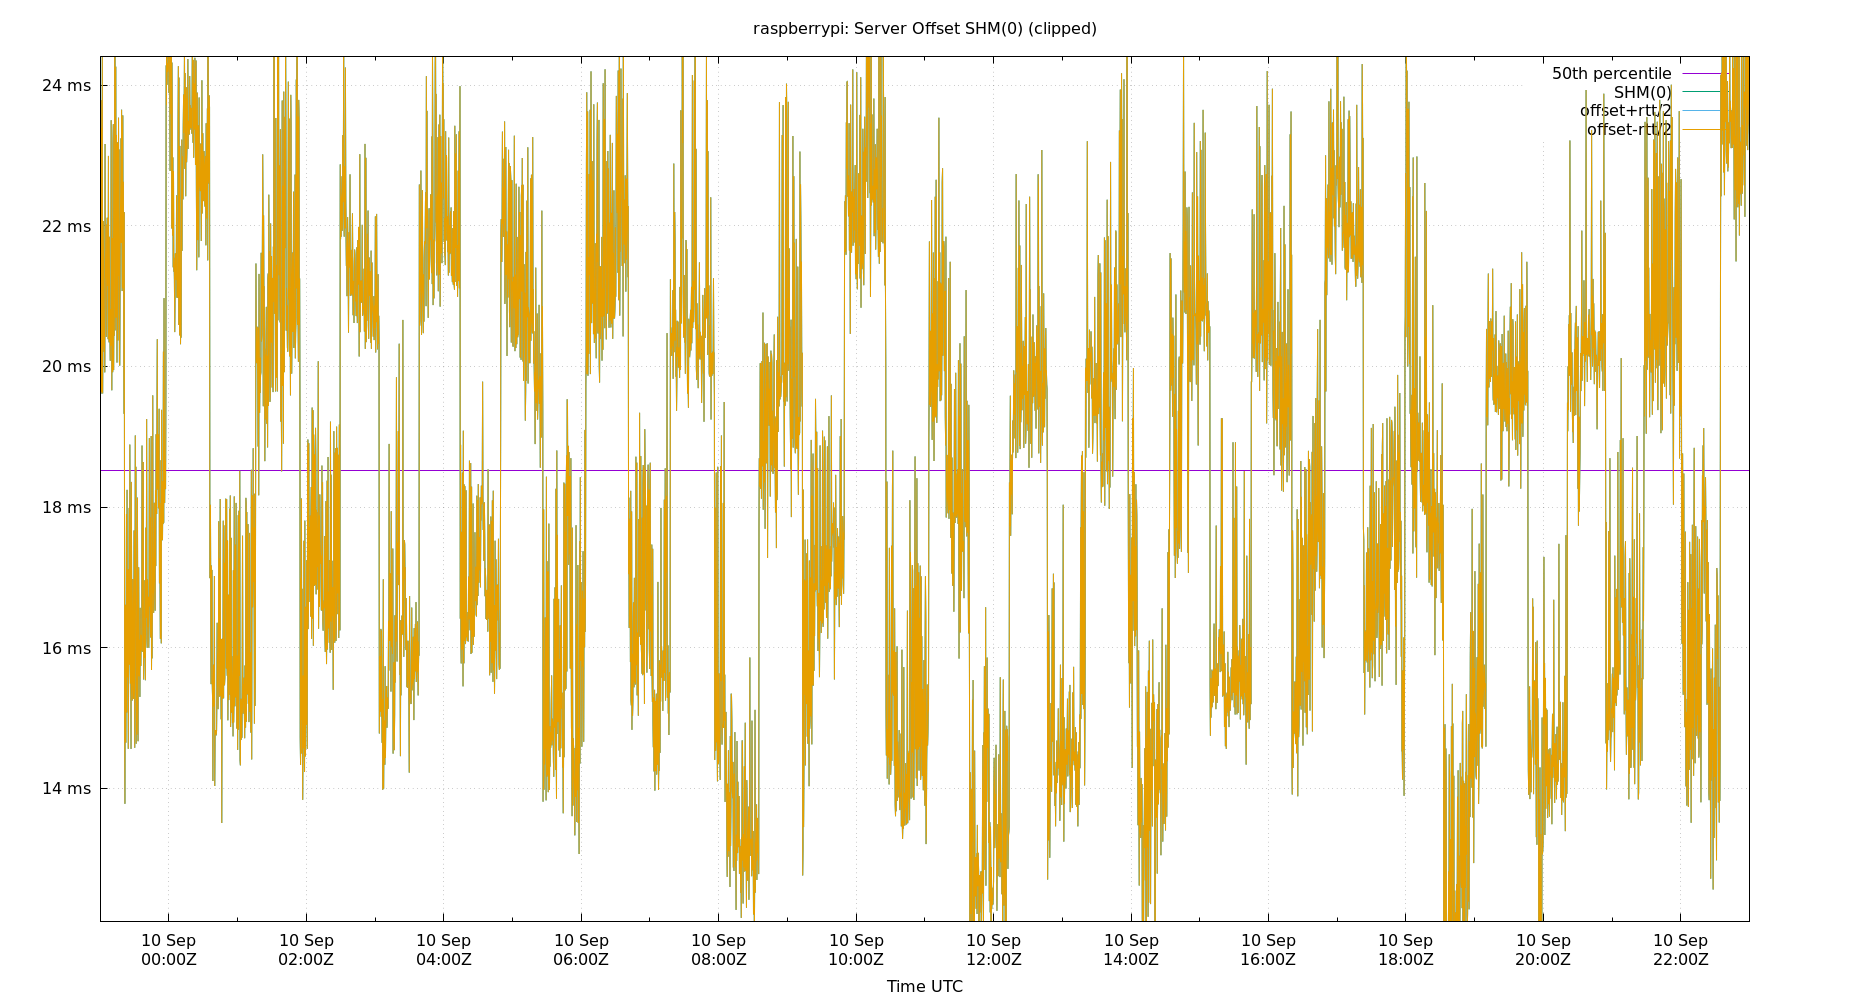 raspberrypi: Server Offset SHM(0) (clipped)
50th percentile
SHM(0)
offset+rtt/2
offset-rtt/2
24 ms
22 ms
20 ms
18 ms
16 ms
14 ms
10 Sep 10 Sep 10 Sep 10 Sep 10 Sep 10 Sep 10 Sep 10 Sep 10 Sep 10 Sep 10 Sep 10 Sep
00:00Z 02:00Z 04:00Z 06:00Z 08:00Z 10:00Z 12:00Z 14:00Z 16:00Z 18:00Z 20:00Z 22:00Z
Time UTC